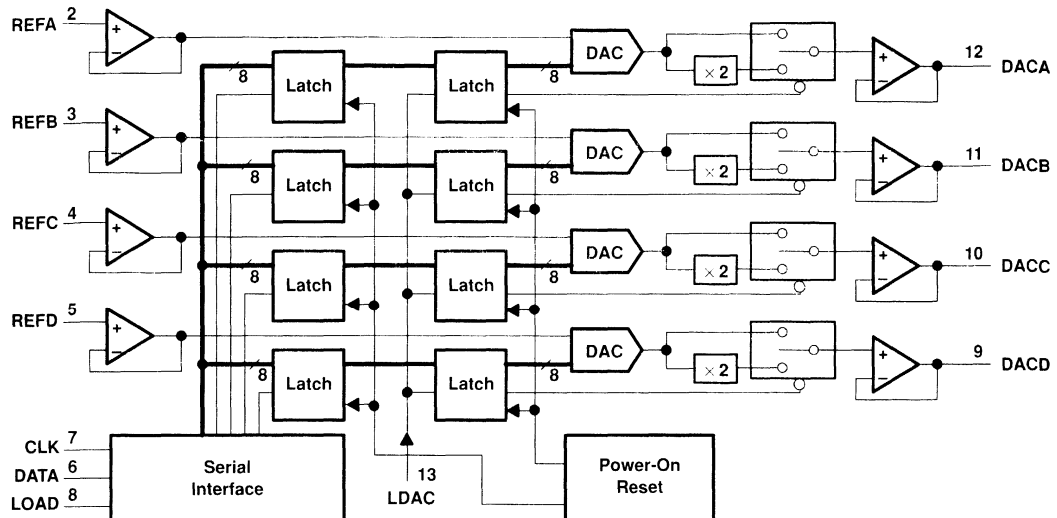 REFA 2
+
−
8
Latch
Latch
8
DAC
× 2
+
−
12 DACA
REFB 3
+
−
8
Latch
Latch
8
DAC
× 2
+
−
11 DACB
REFC 4
+
−
8
Latch
Latch
8
DAC
× 2
+
−
10 DACC
REFD 5
+
−
8
Latch
Latch
8
DAC
× 2
+
−
9 DACD
CLK 7
DATA 6
LOAD 8
Serial
Interface
13
LDAC
Power-On
Reset